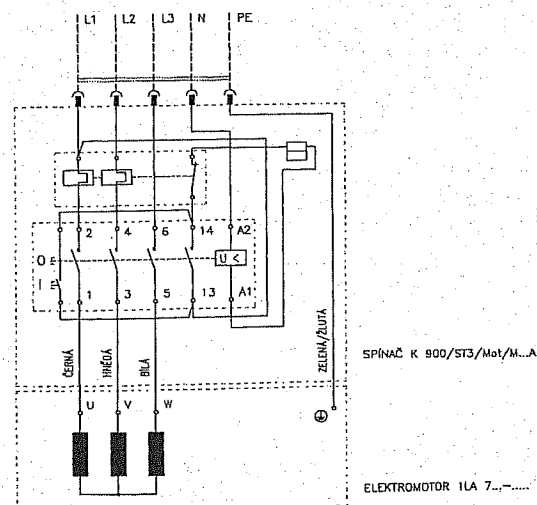 L1 L2 L3 N PE
2 4 6 14 A2
O
U <
I
1 3 5 13 A1
ČERNÁ
HNĚDÁ
BÍLÁ
ZELENÁ/ŽLUTÁ
SPÍNAČ K 900/ST3/Mot/M...A
U V W
ELEKTROMOTOR 1LA 7..,-.....